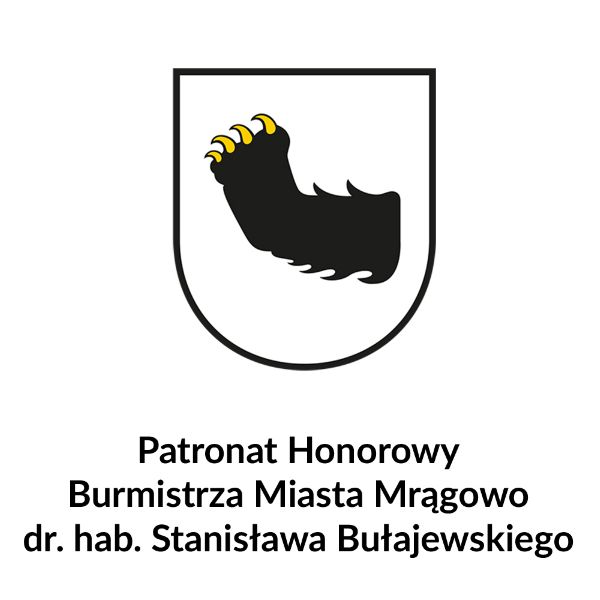 Patronat Honorowy
Burmistrza Miasta Mrągowo
dr. hab. Stanisława Bułajewskiego